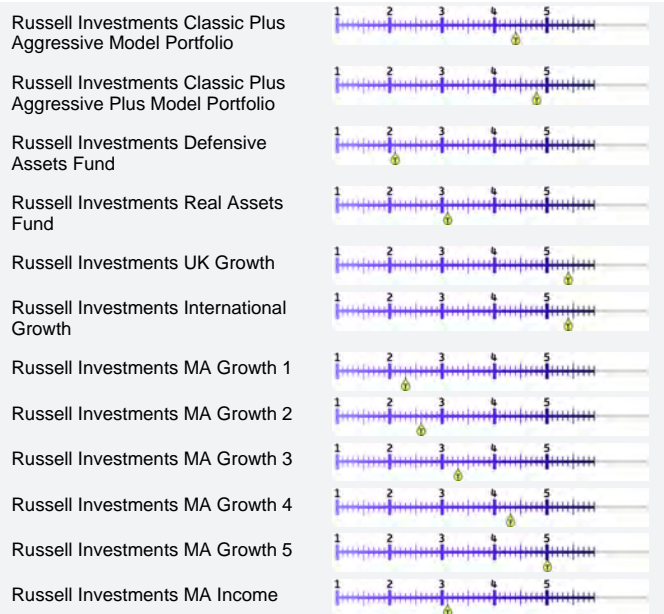 1 2 3 4 5
Russell Investments Classic Plus
Aggressive Model Portfolio
T
1 2 3 4 5
Russell Investments Classic Plus
Aggressive Plus Model Portfolio
T
1 2 3 4 5
Russell Investments Defensive
Assets Fund
T
1 2 3 4 5
Russell Investments Real Assets
Fund
T
1 2 3 4 5
Russell Investments UK Growth
T
1 2 3 4 5
Russell Investments International
Growth
T
1 2 3 4 5
Russell Investments MA Growth 1
T
1 2 3 4 5
Russell Investments MA Growth 2
T
1 2 3 4 5
Russell Investments MA Growth 3
T
1 2 3 4 5
Russell Investments MA Growth 4
T
1 2 3 4 5
Russell Investments MA Growth 5
T
1 2 3 4 5
Russell Investments MA Income
T